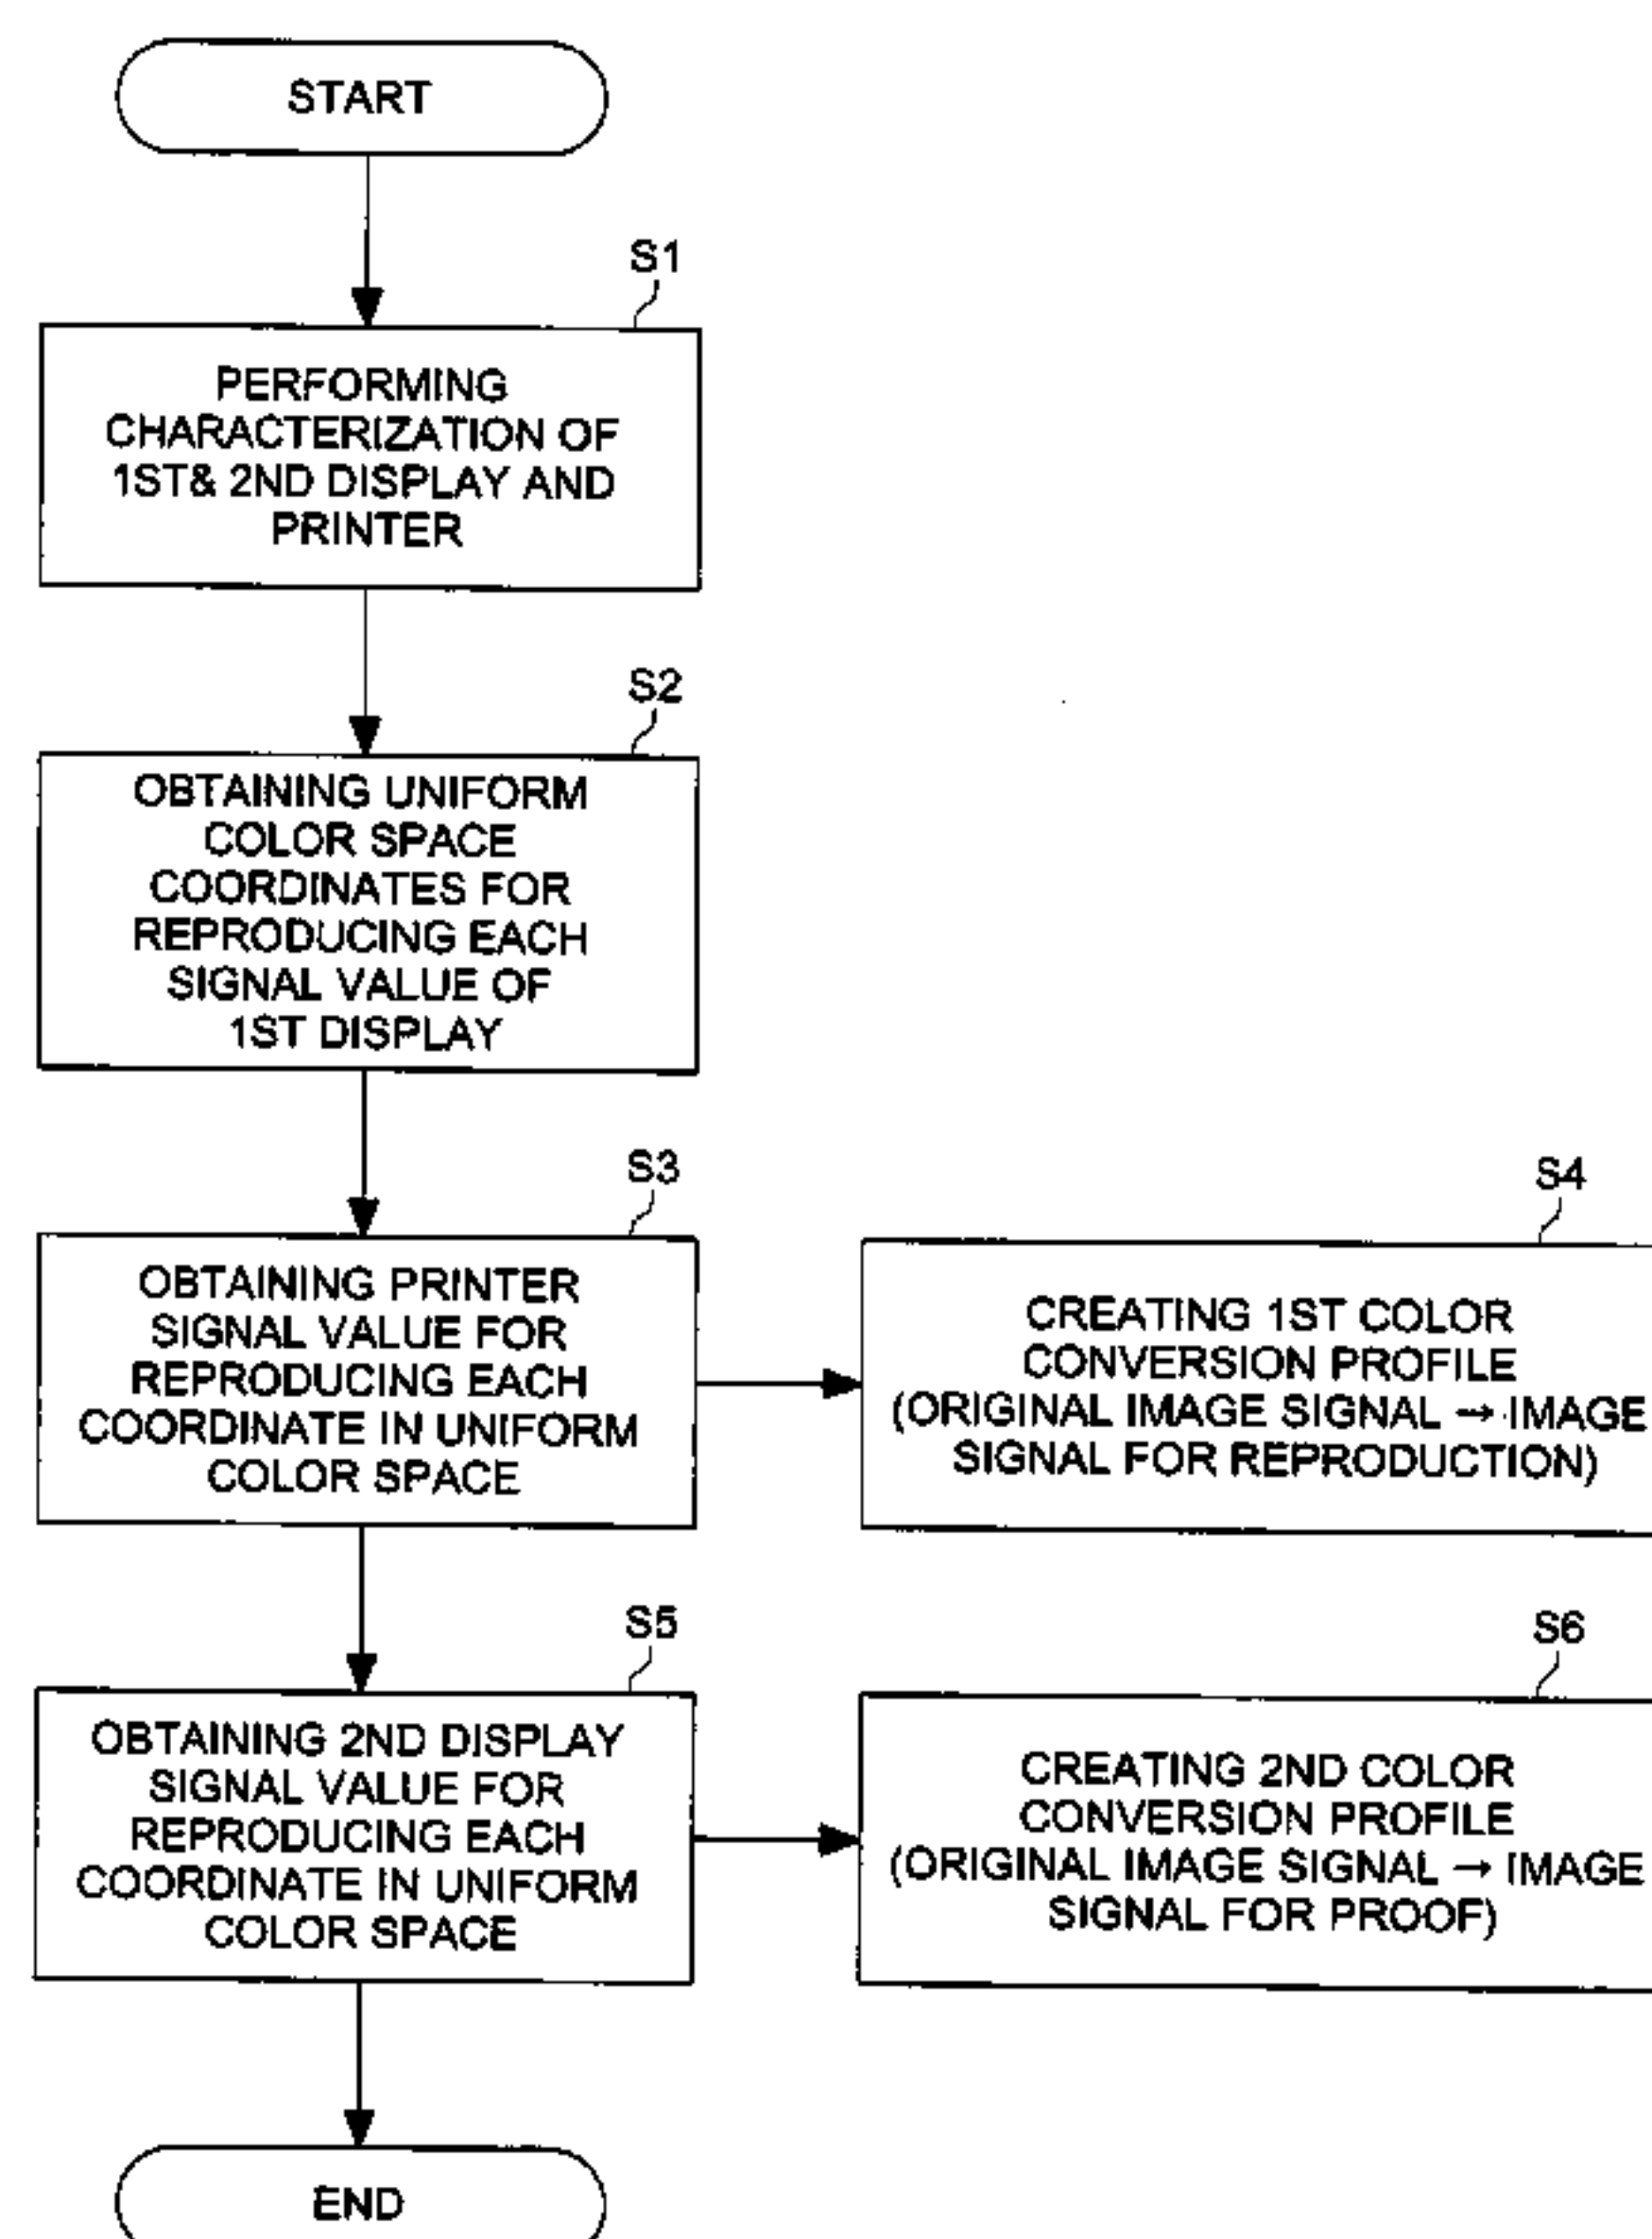 START
S1
PERFORMING
CHARACTERIZATION OF
1ST& 2ND DISPLAY AND
PRINTER
S2
OBTAINING UNIFORM
COLOR SPACE
COORDINATES FOR
REPRODUCING EACH
SIGNAL VALUE OF
1ST DISPLAY
S3
OBTAINING PRINTER
SIGNAL VALUE FOR
REPRODUCING EACH
COORDINATE IN UNIFORM
COLOR SPACE
S4
CREATING 1ST COLOR
CONVERSION PROFILE
(ORIGINAL IMAGE SIGNAL → IMAGE
SIGNAL FOR REPRODUCTION)
S5
OBTAINING 2ND DISPLAY
SIGNAL VALUE FOR
REPRODUCING EACH
COORDINATE IN UNIFORM
COLOR SPACE
S6
CREATING 2ND COLOR
CONVERSION PROFILE
(ORIGINAL IMAGE SIGNAL → IMAGE
SIGNAL FOR PROOF)
END